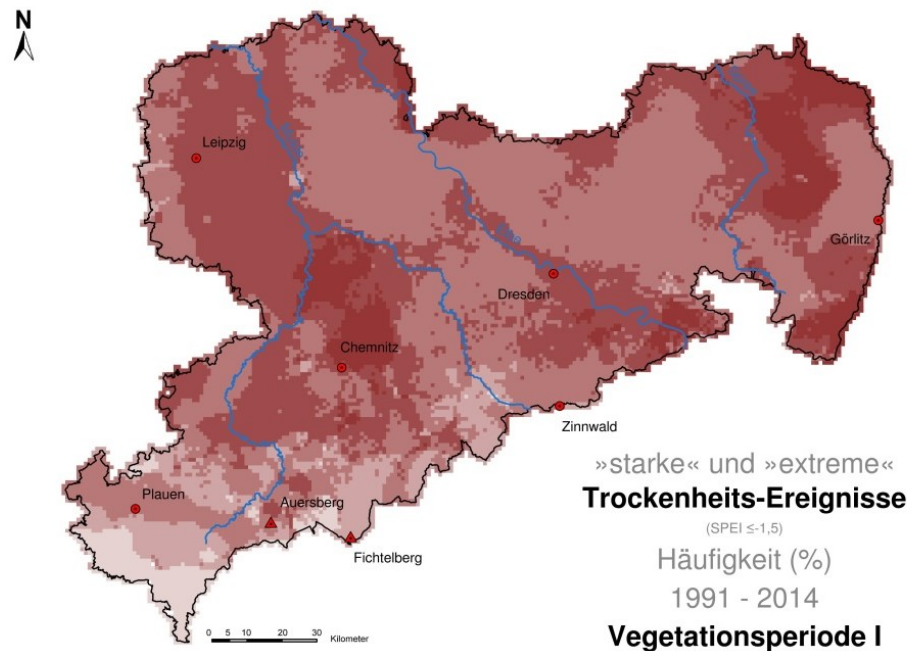 N
Leipzig
Görlitz
Dresden
Chemnitz
Zinnwald
»starke« und »extreme«
Plauen
Auersberg
Trockenheits-Ereignisse
(SPEI ≤-1,5)
Fichtelberg
Häufigkeit (%)
1991 - 2014
0 5 10 20 30
Kilometer
Vegetationsperiode I